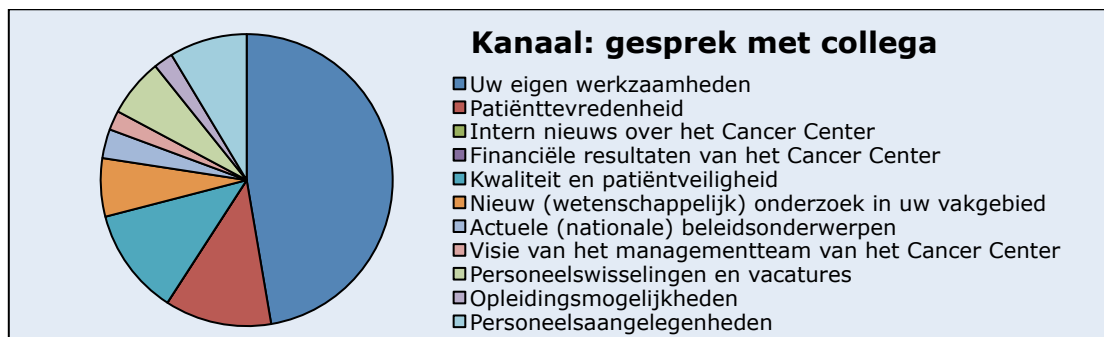 Kanaal: gesprek met collega
Uw eigen werkzaamheden
Patiënttevredenheid
Intern nieuws over het Cancer Center
Financiële resultaten van het Cancer Center
Kwaliteit en patiëntveiligheid
Nieuw (wetenschappelijk) onderzoek in uw vakgebied
Actuele (nationale) beleidsonderwerpen
Visie van het managementteam van het Cancer Center
Personeelswisselingen en vacatures
Opleidingsmogelijkheden
Personeelsaangelegenheden